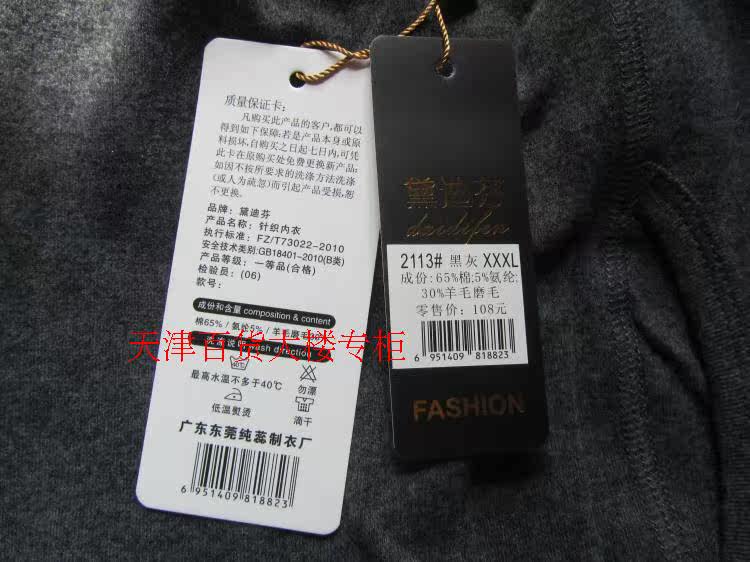 质量保证卡:
凡购买此产品的客户,都可以
得到如下保障:若是产品本身或原
料损坏,自购买之日起七日内,可凭
此卡在原购买处免费更换新产品;
如因不按所要求的洗涤方法洗涤
(或人为疏忽)而引起产品受损,恕
不更换。
品牌: 黛迪芬
产品名称: 针织内衣
执行标准: FZ/T73022-2010
安全技术类别:GB18401-2010(B类)
产品等级: 一等品(合格)
检验员: (06)
款号:
成份和含量 composition & content
棉65% / 氨纶5% / 羊毛磨毛30%
洗涤说明 wash direction
40℃
最高水温不多于40℃
勿漂
低温熨烫
滴干
广东东莞纯蕊制衣厂
6 951409 818823
黛迪芬
daidifen
2113# 黑灰 XXXL
成份:65%棉;5%氨纶;
30%羊毛磨毛
零售价: 108元
6 951409 818823
FASHION
天津百货大楼专柜